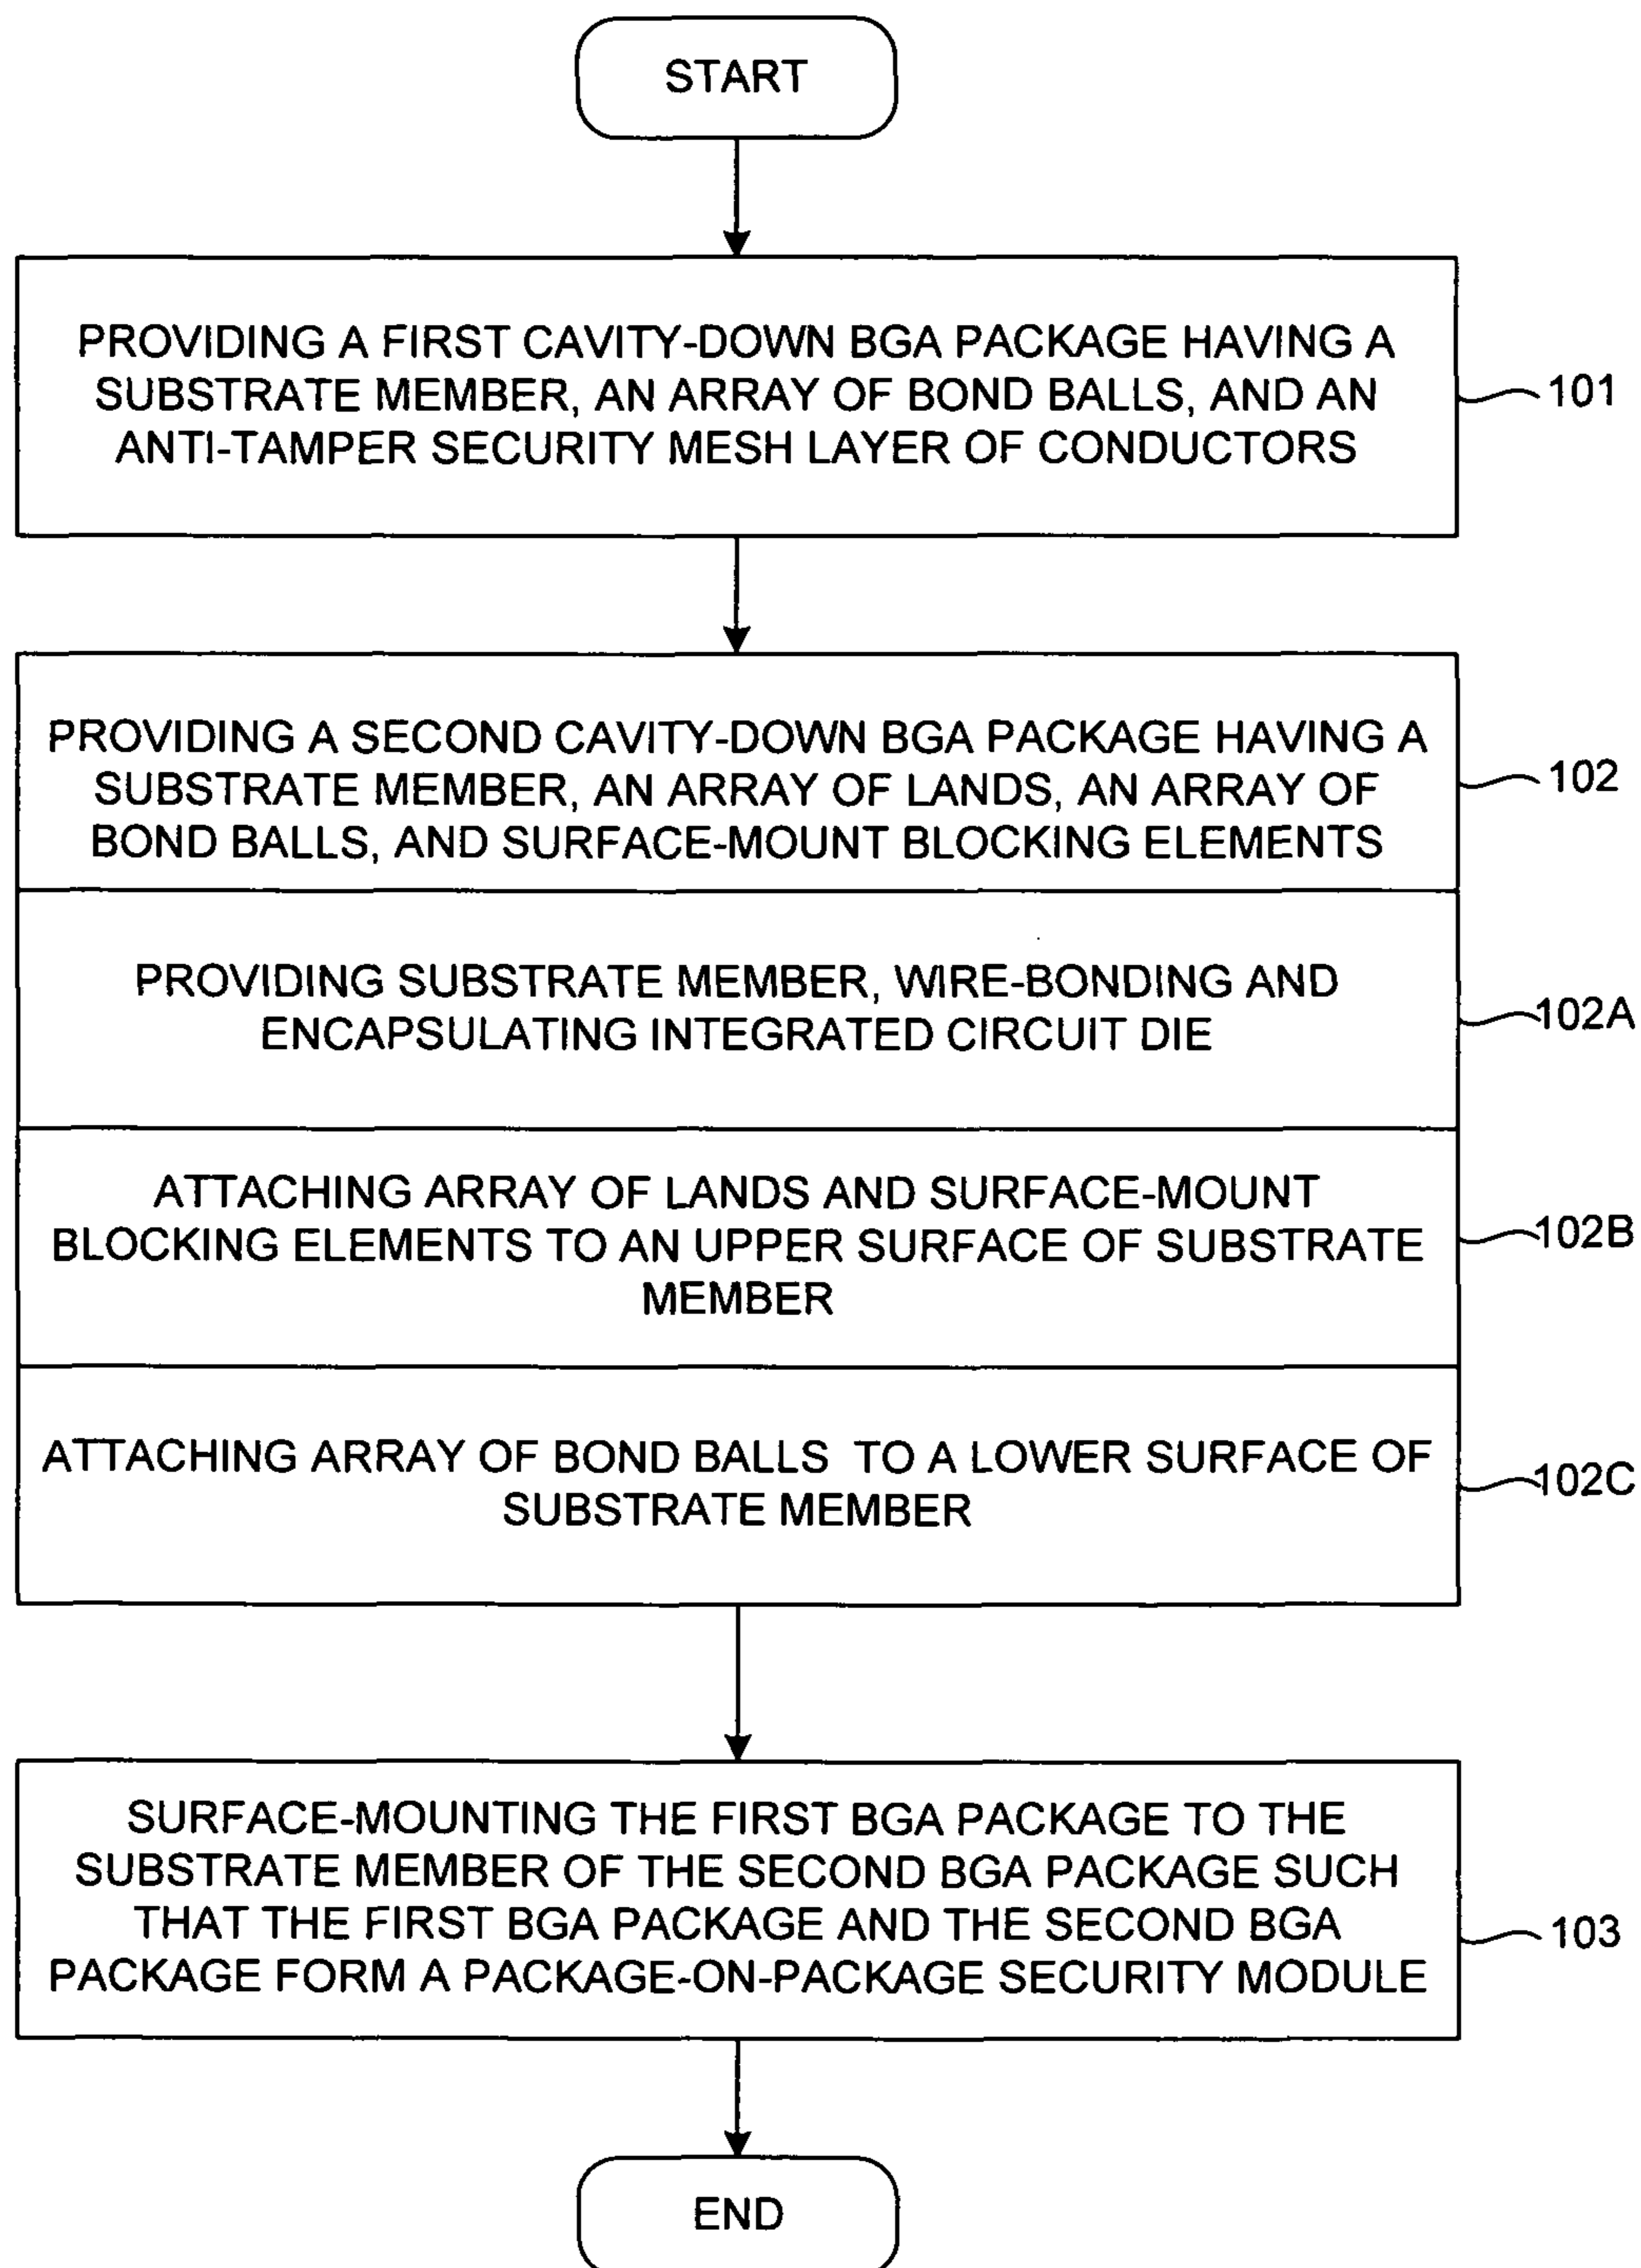 START
PROVIDING A FIRST CAVITY-DOWN BGA PACKAGE HAVING A
SUBSTRATE MEMBER, AN ARRAY OF BOND BALLS, AND AN
ANTI-TAMPER SECURITY MESH LAYER OF CONDUCTORS
101
PROVIDING A SECOND CAVITY-DOWN BGA PACKAGE HAVING A
SUBSTRATE MEMBER, AN ARRAY OF LANDS, AN ARRAY OF
BOND BALLS, AND SURFACE-MOUNT BLOCKING ELEMENTS
102
PROVIDING SUBSTRATE MEMBER, WIRE-BONDING AND
ENCAPSULATING INTEGRATED CIRCUIT DIE
102A
ATTACHING ARRAY OF LANDS AND SURFACE-MOUNT
BLOCKING ELEMENTS TO AN UPPER SURFACE OF SUBSTRATE
MEMBER
102B
ATTACHING ARRAY OF BOND BALLS TO A LOWER SURFACE OF
SUBSTRATE MEMBER
102C
SURFACE-MOUNTING THE FIRST BGA PACKAGE TO THE
SUBSTRATE MEMBER OF THE SECOND BGA PACKAGE SUCH
THAT THE FIRST BGA PACKAGE AND THE SECOND BGA
PACKAGE FORM A PACKAGE-ON-PACKAGE SECURITY MODULE
103
END